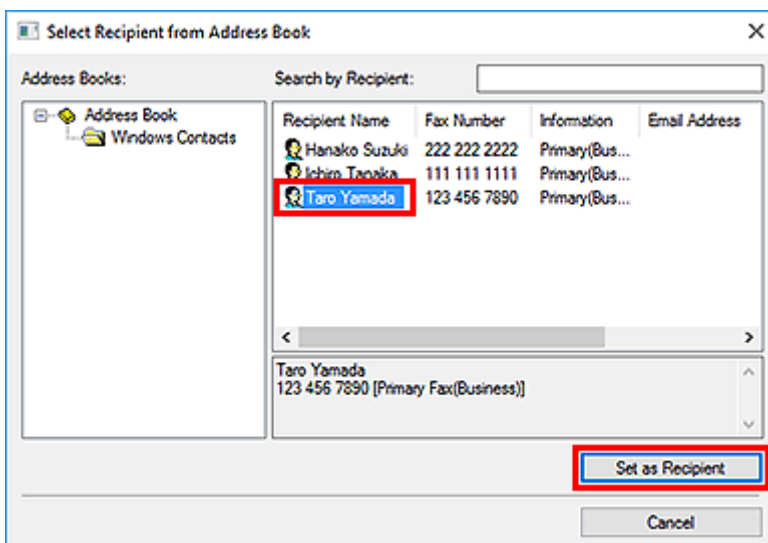 Select Recipient from Address Book
Address Books:
Search by Recipient:
Address Book
Windows Contacts
Recipient Name Fax Number Information Email Address
Hanako Suzuki 222 222 2222 Primary(Bus...
Ichiro Tanaka 111 111 1111 Primary(Bus...
Taro Yamada 123 456 7890 Primary(Bus...
Taro Yamada
123 456 7890 [Primary Fax(Business)]
Set as Recipient
Cancel